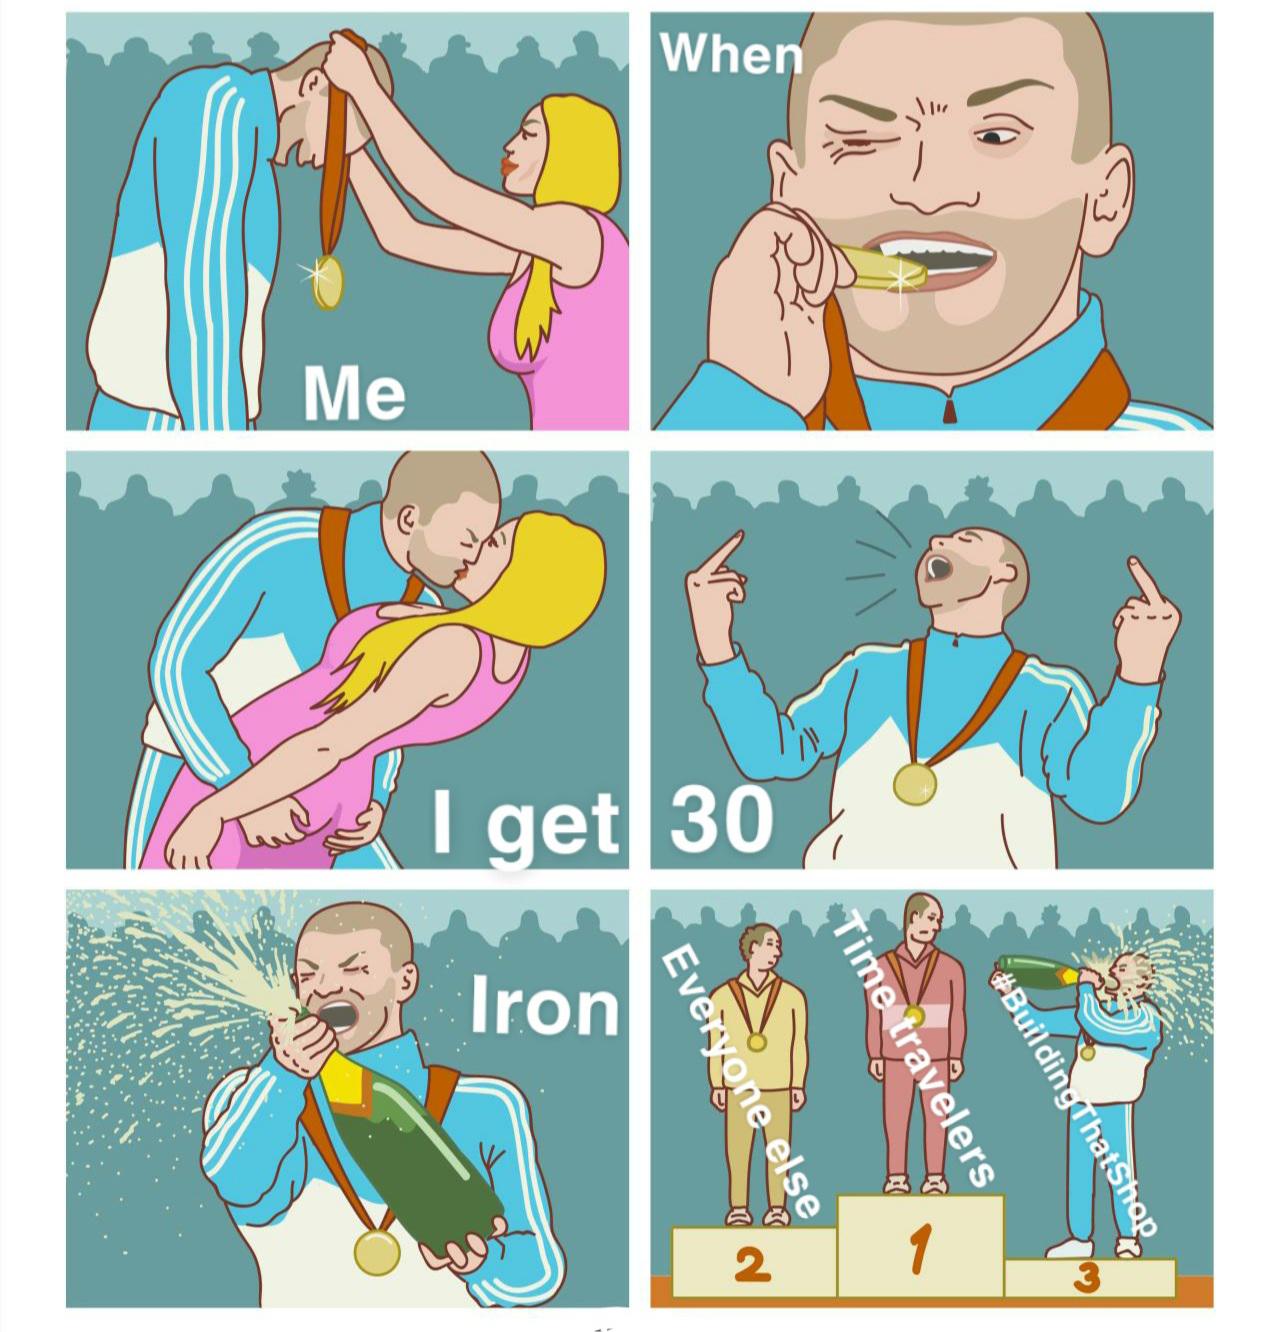 Me
When
I get
30
Iron
Everyone else
Time travelers
#BuildingThatShop
2
1
3